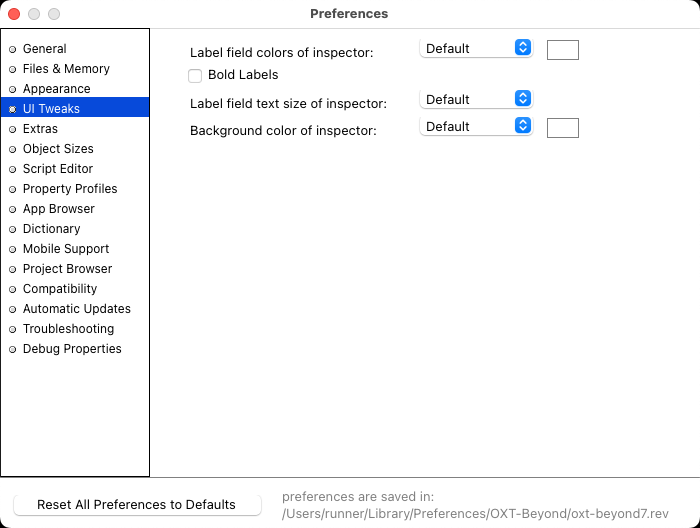 Preferences
General
Files & Memory
Appearance
UI Tweaks
Extras
Object Sizes
Script Editor
Property Profiles
App Browser
Dictionary
Mobile Support
Project Browser
Compatibility
Automatic Updates
Troubleshooting
Debug Properties
Label field colors of inspector: Default
Bold Labels
Label field text size of inspector: Default
Background color of inspector: Default
Reset All Preferences to Defaults
preferences are saved in:
/Users/runner/Library/Preferences/OXT-Beyond/oxt-beyond7.rev